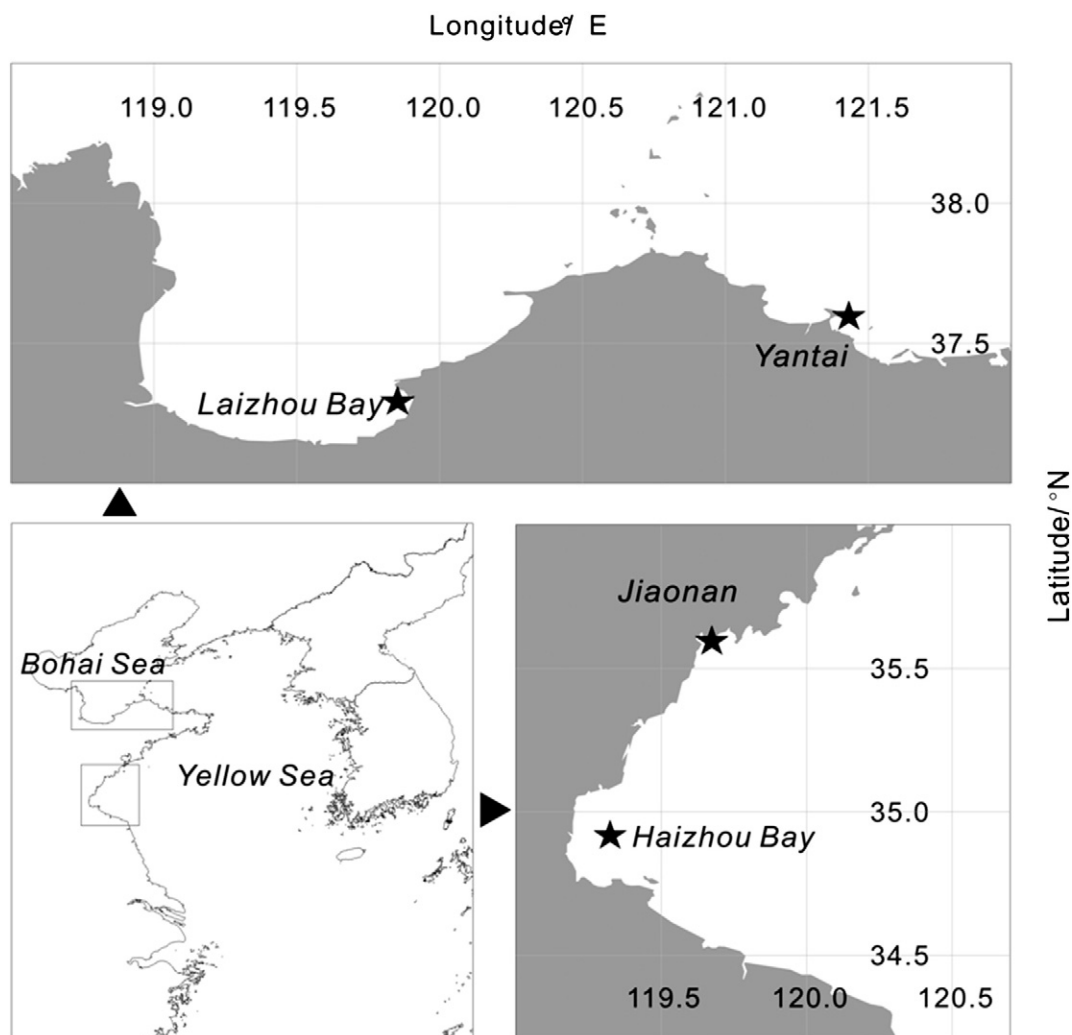 Longitude/° E
119.0 119.5 120.0 120.5 121.0 121.5
38.0
37.5
Yantai
Laizhou Bay
Latitude/°N
Bohai Sea
Yellow Sea
Jiaonan
35.5
35.0
Haizhou Bay
34.5
119.5 120.0 120.5